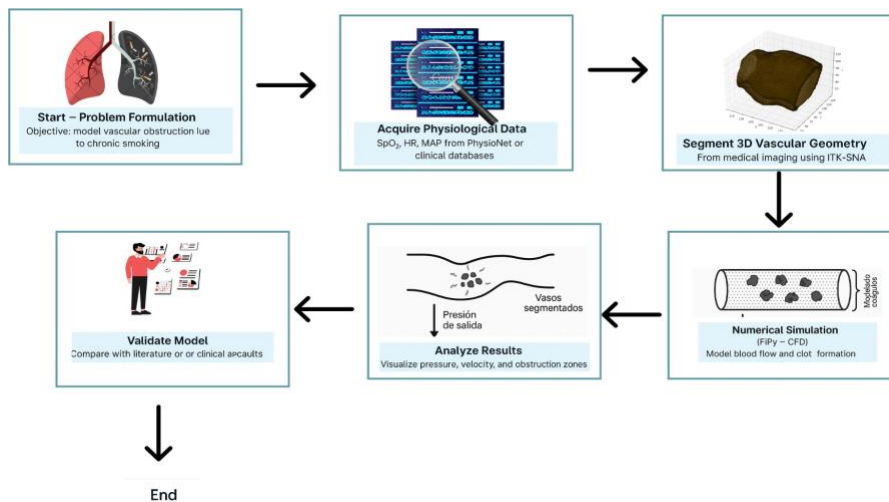 Start – Problem Formulation
Objective: model vascular obstruction lue
to chronic smoking
Acquire Physiological Data
SpO₂, HR, MAP from PhysioNet or
clinical databases
Segment 3D Vascular Geometry
From medical imaging using ITK-SNA
Modelado
coágulos
Numerical Simulation
(FiPy – CFD)
Model blood flow and clot formation
Vasos
segmentados
Presión
de salida
Analyze Results
Visualize pressure, velocity, and obstruction zones
Validate Model
Compare with literature or or clinical apcaults
End